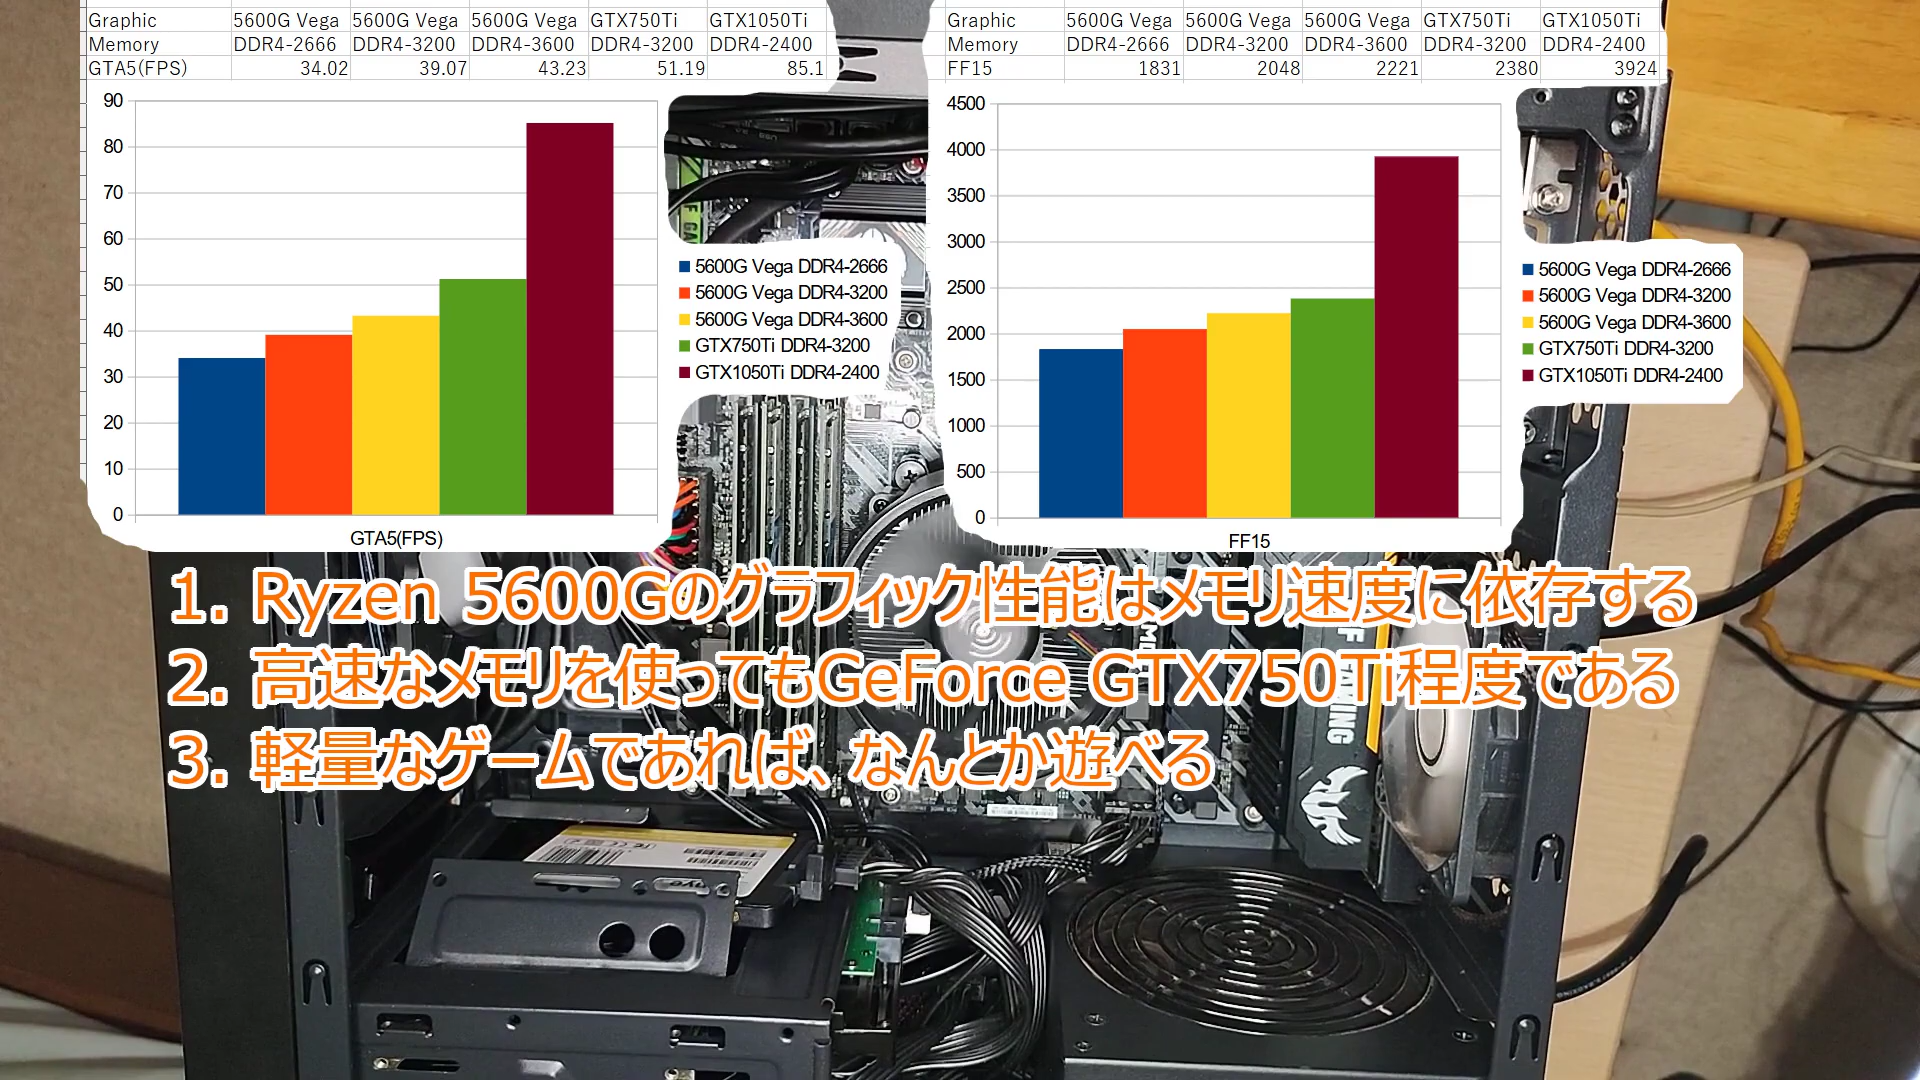 Graphic 5600G Vega 5600G Vega 5600G Vega GTX750Ti GTX1050Ti
Memory DDR4-2666 DDR4-3200 DDR4-3600 DDR4-3200 DDR4-2400
GTA5(FPS) 34.02 39.07 43.23 51.19 85.1
90
80
70
60
50
40
30
20
10
0
GTA5(FPS)
5600G Vega DDR4-2666
5600G Vega DDR4-3200
5600G Vega DDR4-3600
GTX750Ti DDR4-3200
GTX1050Ti DDR4-2400
Graphic 5600G Vega 5600G Vega 5600G Vega GTX750Ti GTX1050Ti
Memory DDR4-2666 DDR4-3200 DDR4-3600 DDR4-3200 DDR4-2400
FF15 1831 2048 2221 2380 3924
4500
4000
3500
3000
2500
2000
1500
1000
500
0
FF15
5600G Vega DDR4-2666
5600G Vega DDR4-3200
5600G Vega DDR4-3600
GTX750Ti DDR4-3200
GTX1050Ti DDR4-2400
1. Ryzen 5600Gのグラフィック性能はメモリ速度に依存する
2. 高速なメモリを使ってもGeForce GTX750Ti程度である
3. 軽量なゲームであれば、なんとか遊べる